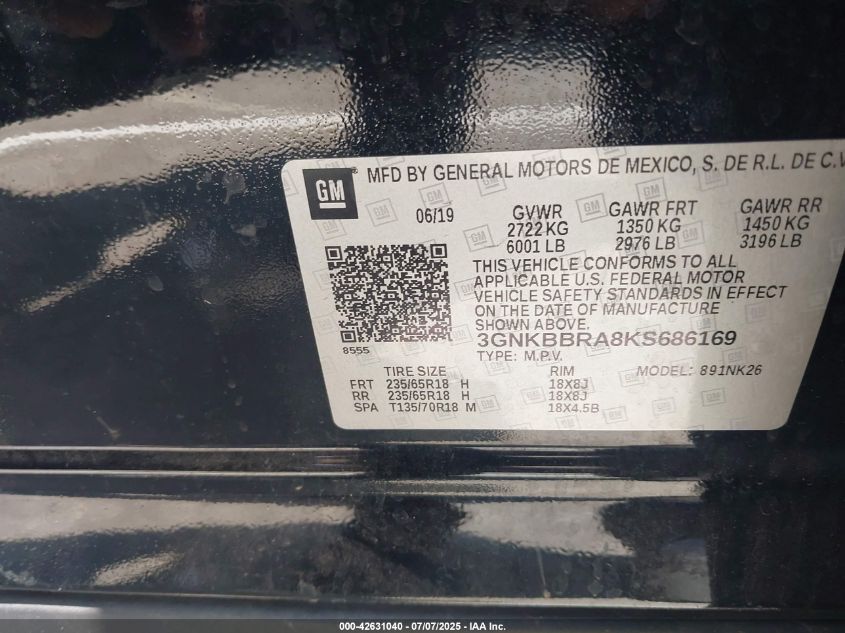 GM ® MFD BY GENERAL MOTORS DE MEXICO, S. DE R.L. DE C.V
06/19 GVWR GAWR FRT GAWR RR
2722 KG 1350 KG 1450 KG
6001 LB 2976 LB 3196 LB
THIS VEHICLE CONFORMS TO ALL
APPLICABLE U.S. FEDERAL MOTOR
VEHICLE SAFETY STANDARDS IN EFFECT
ON THE DATE OF MANUFACTURE
SHOWN ABOVE.
3GNKBBRA8KS686169
8555 TYPE: M.P.V.
TIRE SIZE RIM MODEL: 891NK26
FRT 235/65R18 H 18X8J
RR 235/65R18 H 18X8J
SPA T135/70R18 M 18X4.5B
000-42631040 - 07/07/2025 - IAA Inc.